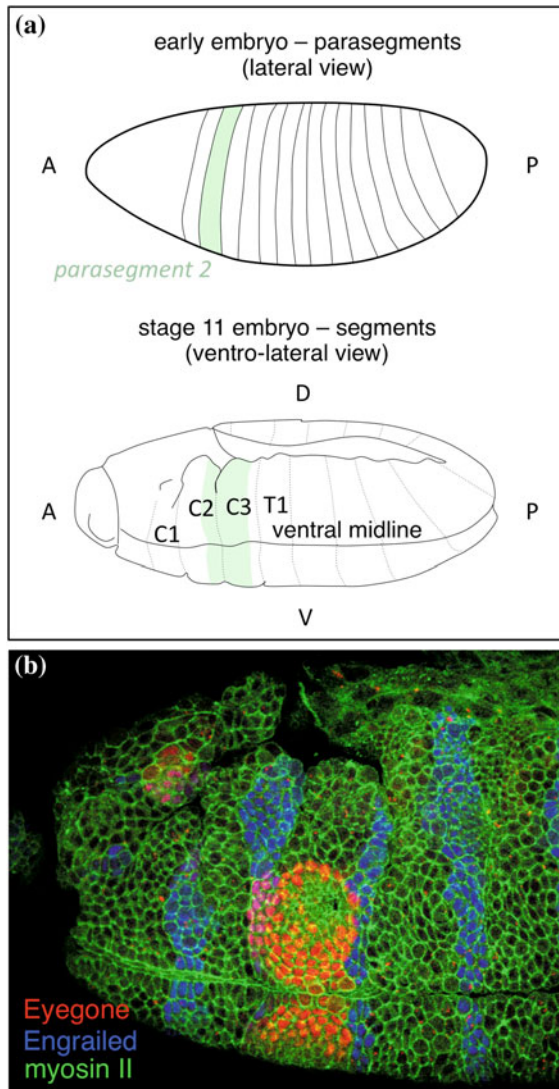 (a)
early embryo – parasegments
(lateral view)
A
P
parasegment 2
stage 11 embryo – segments
(ventro-lateral view)
D
A
C1
C2
C3
T1
ventral midline
P
V
(b)
Eyegone
Engrailed
myosin II